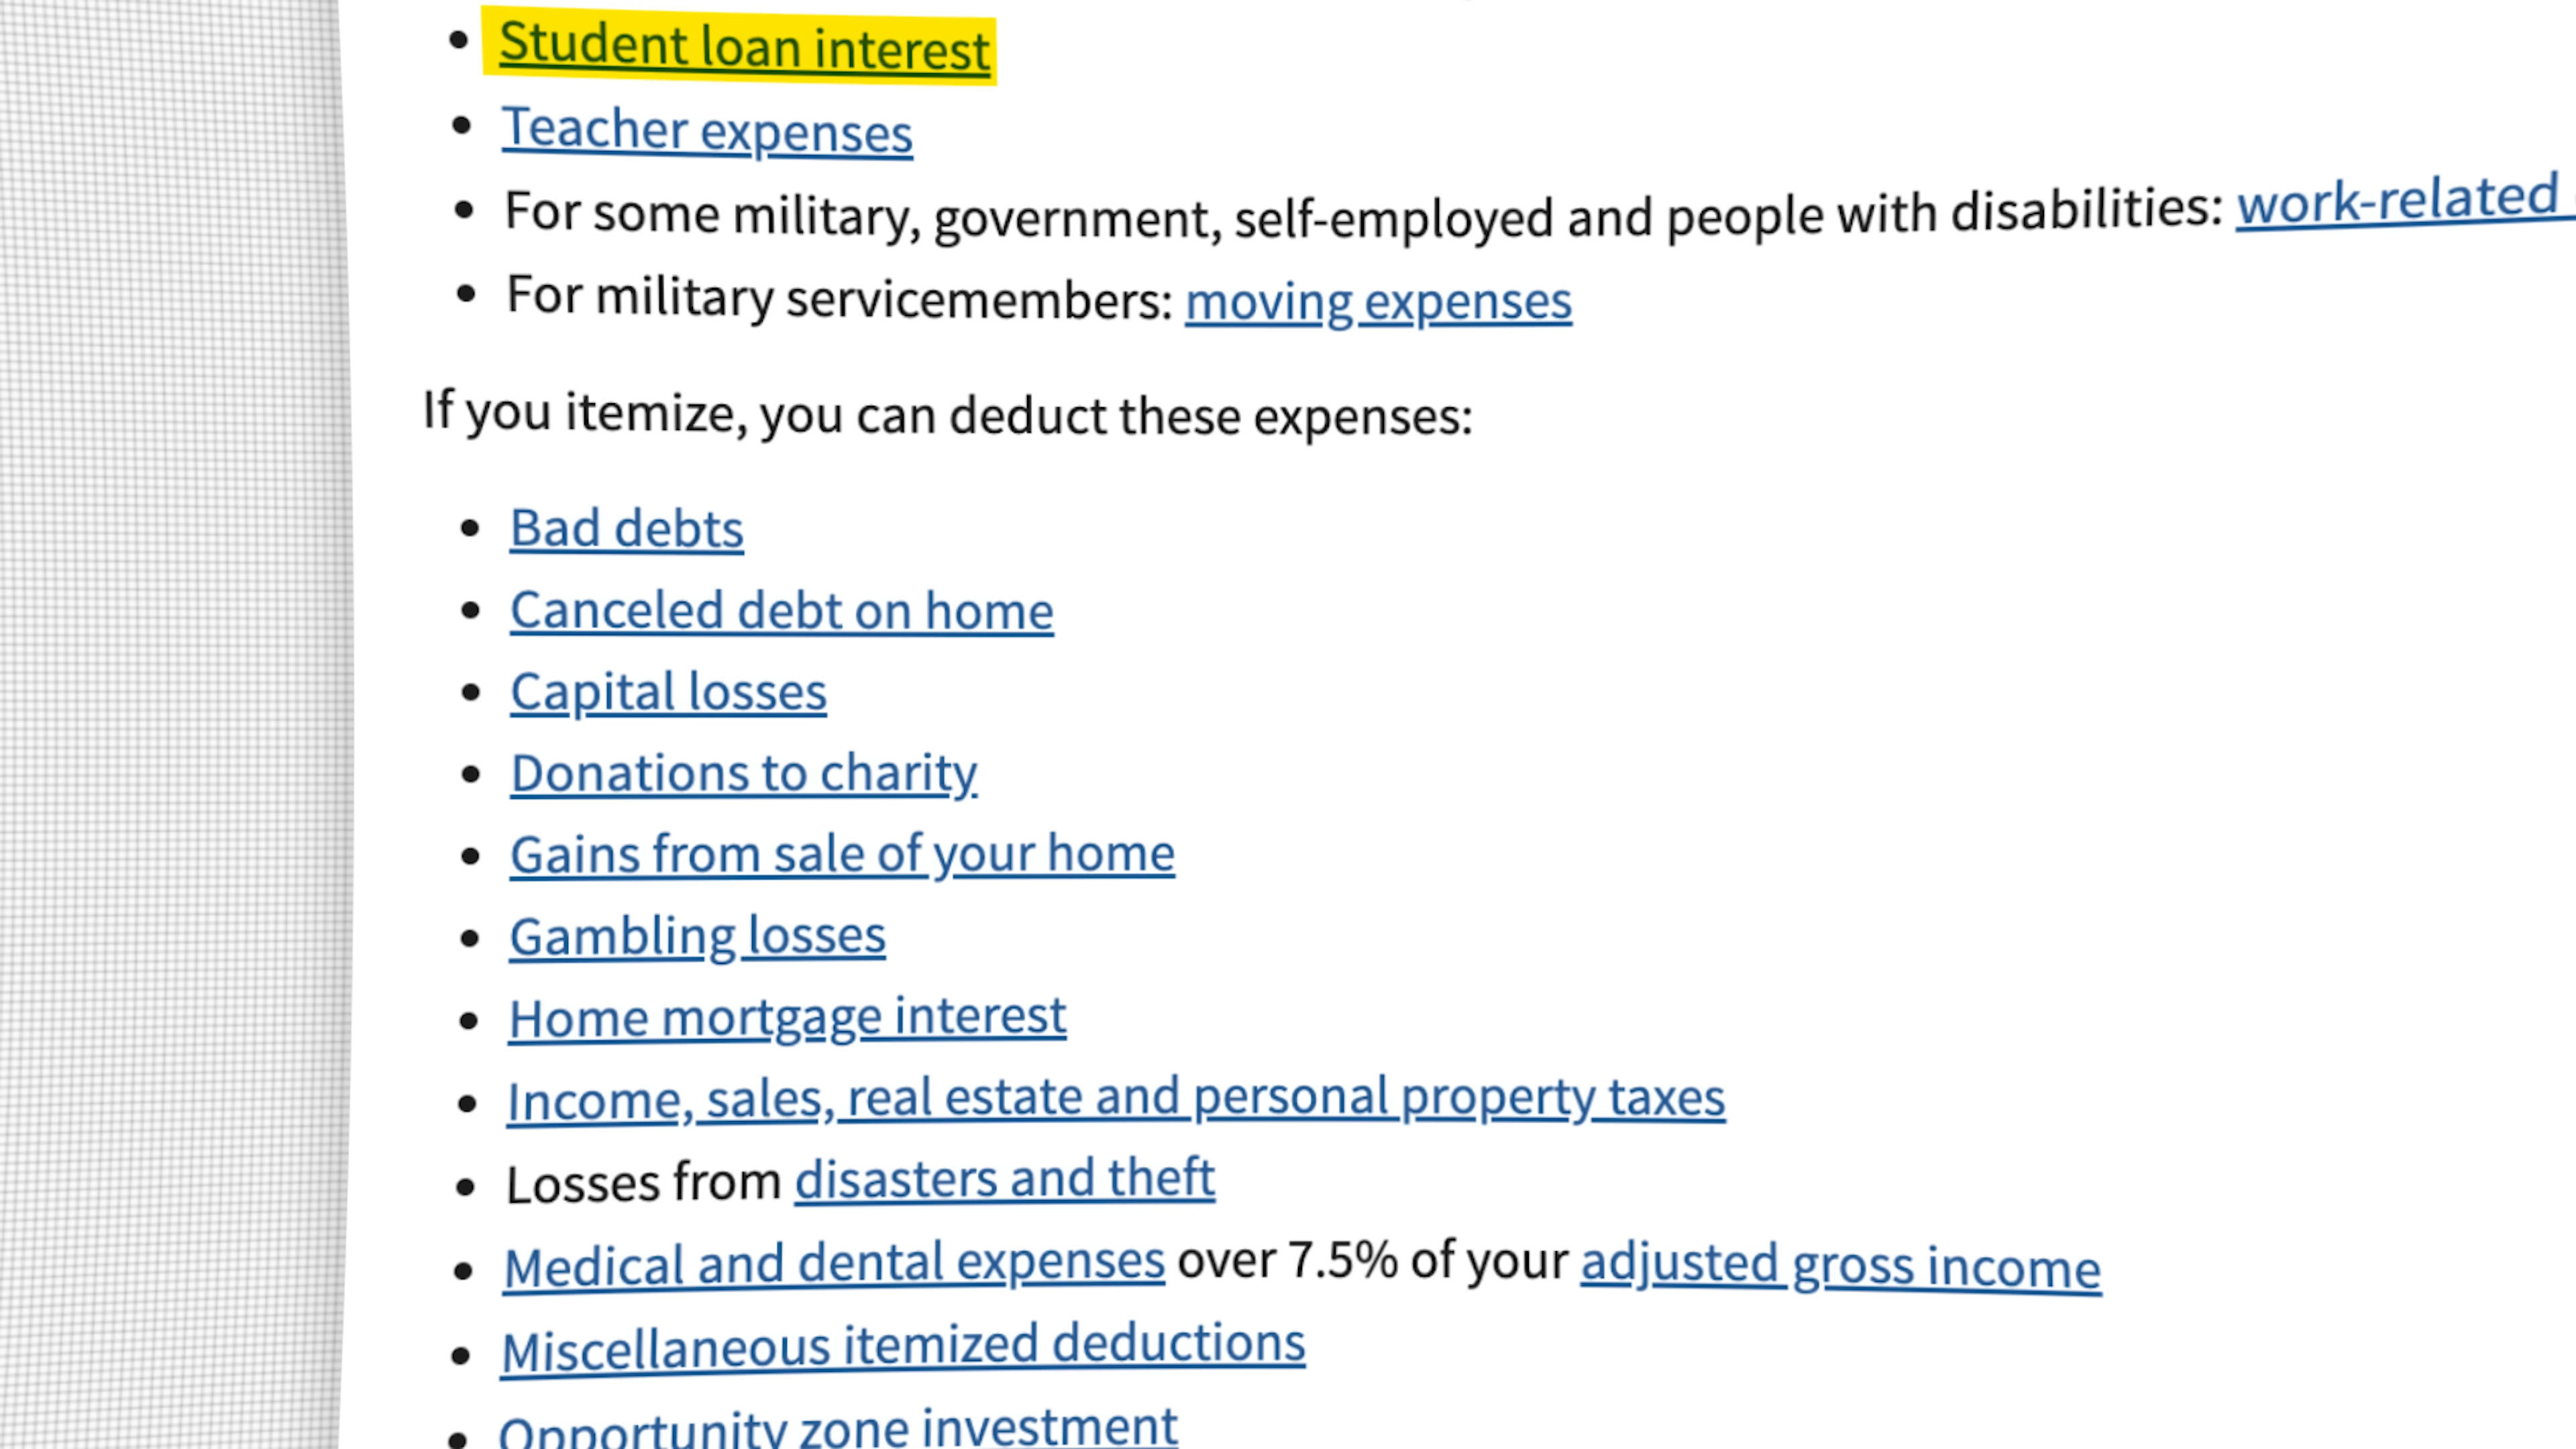 Student loan interest
Teacher expenses
For some military, government, self-employed and people with disabilities: work-related
For military servicemembers: moving expenses
If you itemize, you can deduct these expenses:
Bad debts
Canceled debt on home
Capital losses
Donations to charity
Gains from sale of your home
Gambling losses
Home mortgage interest
Income, sales, real estate and personal property taxes
Losses from disasters and theft
Medical and dental expenses over 7.5% of your adjusted gross income
Miscellaneous itemized deductions
Opportunity zone investment